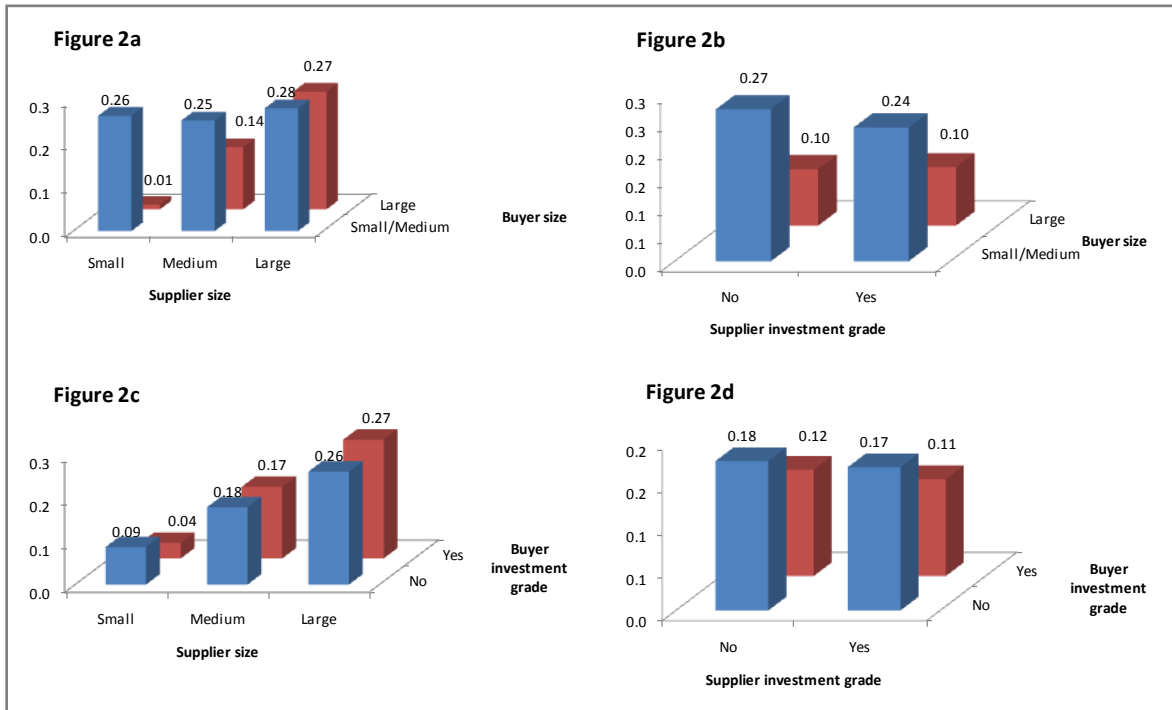 Figure 2a
0.3
0.2
0.1
0.0
0.26
0.01
0.25
0.14
0.28
0.27
Large
Small/Medium
Buyer size
Small
Medium
Large
Supplier size
Figure 2b
0.3
0.3
0.2
0.2
0.1
0.1
0.0
0.27
0.10
0.24
0.10
Large
Small/Medium
Buyer size
No
Yes
Supplier investment grade
Figure 2c
0.3
0.2
0.1
0.0
0.09
0.04
0.18
0.17
0.26
0.27
Yes
No
Buyer
investment
grade
Small
Medium
Large
Supplier size
Figure 2d
0.2
0.2
0.1
0.1
0.0
0.18
0.12
0.17
0.11
Yes
No
Buyer
investment
grade
No
Yes
Supplier investment grade